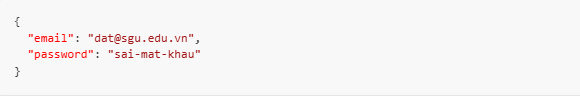 {
"email": "dat@sgu.edu.vn",
"password": "sai-mat-khau"
}